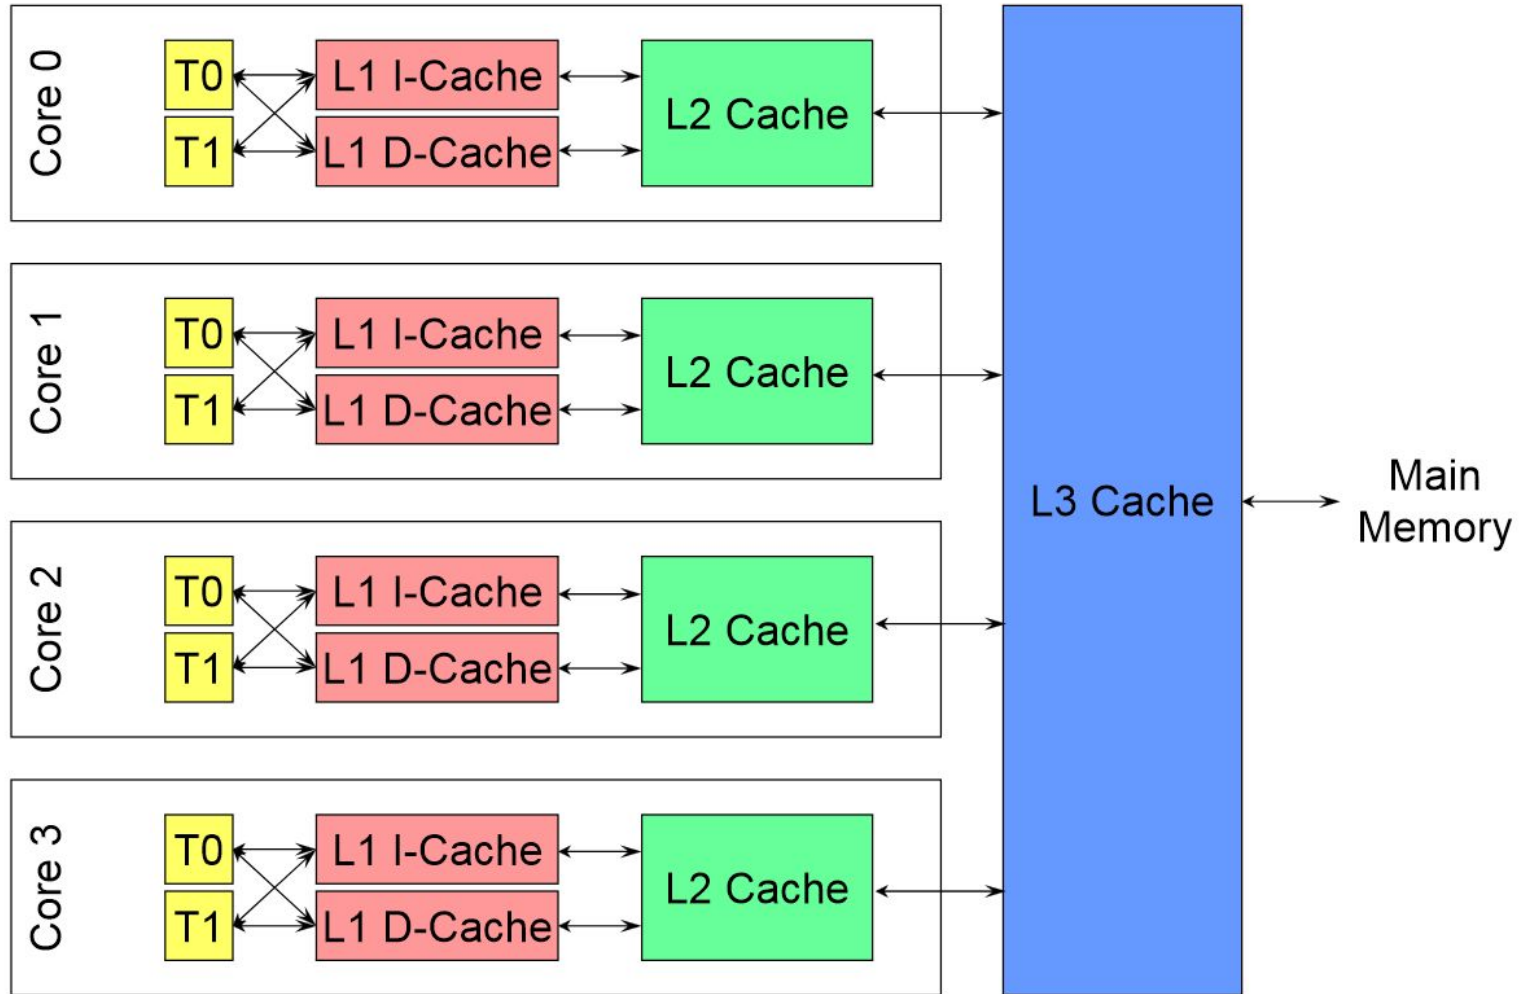 Core 0
T0
L1 I-Cache
T1
L1 D-Cache
L2 Cache
Core 1
T0
L1 I-Cache
T1
L1 D-Cache
L2 Cache
Core 2
T0
L1 I-Cache
T1
L1 D-Cache
L2 Cache
Core 3
T0
L1 I-Cache
T1
L1 D-Cache
L2 Cache
L3 Cache
Main
Memory